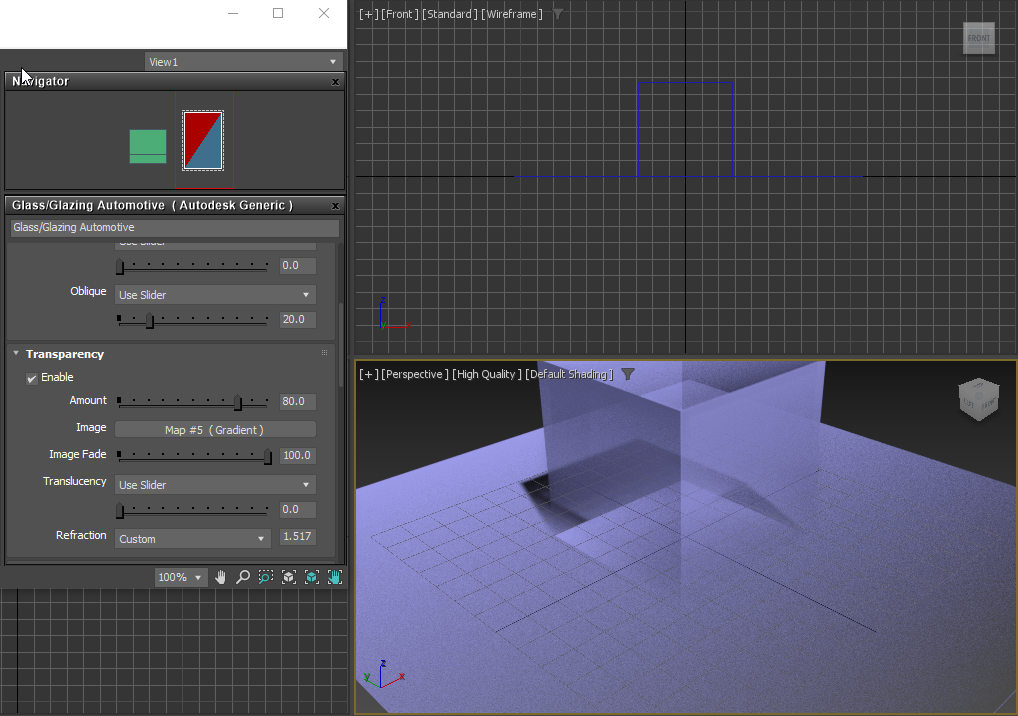 View1
Navigator
Glass/Glazing Automotive ( Autodesk Generic )
Glass/Glazing Automotive
Use Slider
0.0
Oblique Use Slider
20.0
Transparency
Enable
Amount 80.0
Image Map #5 ( Gradient )
Image Fade 100.0
Translucency Use Slider
0.0
Refraction Custom 1.517
100%
[+] [Front ] [Standard ] [Wireframe ]
FRONT
z
x
y
[+] [Perspective ] [High Quality ] [Default Shading ]
FRONT
z
y
x